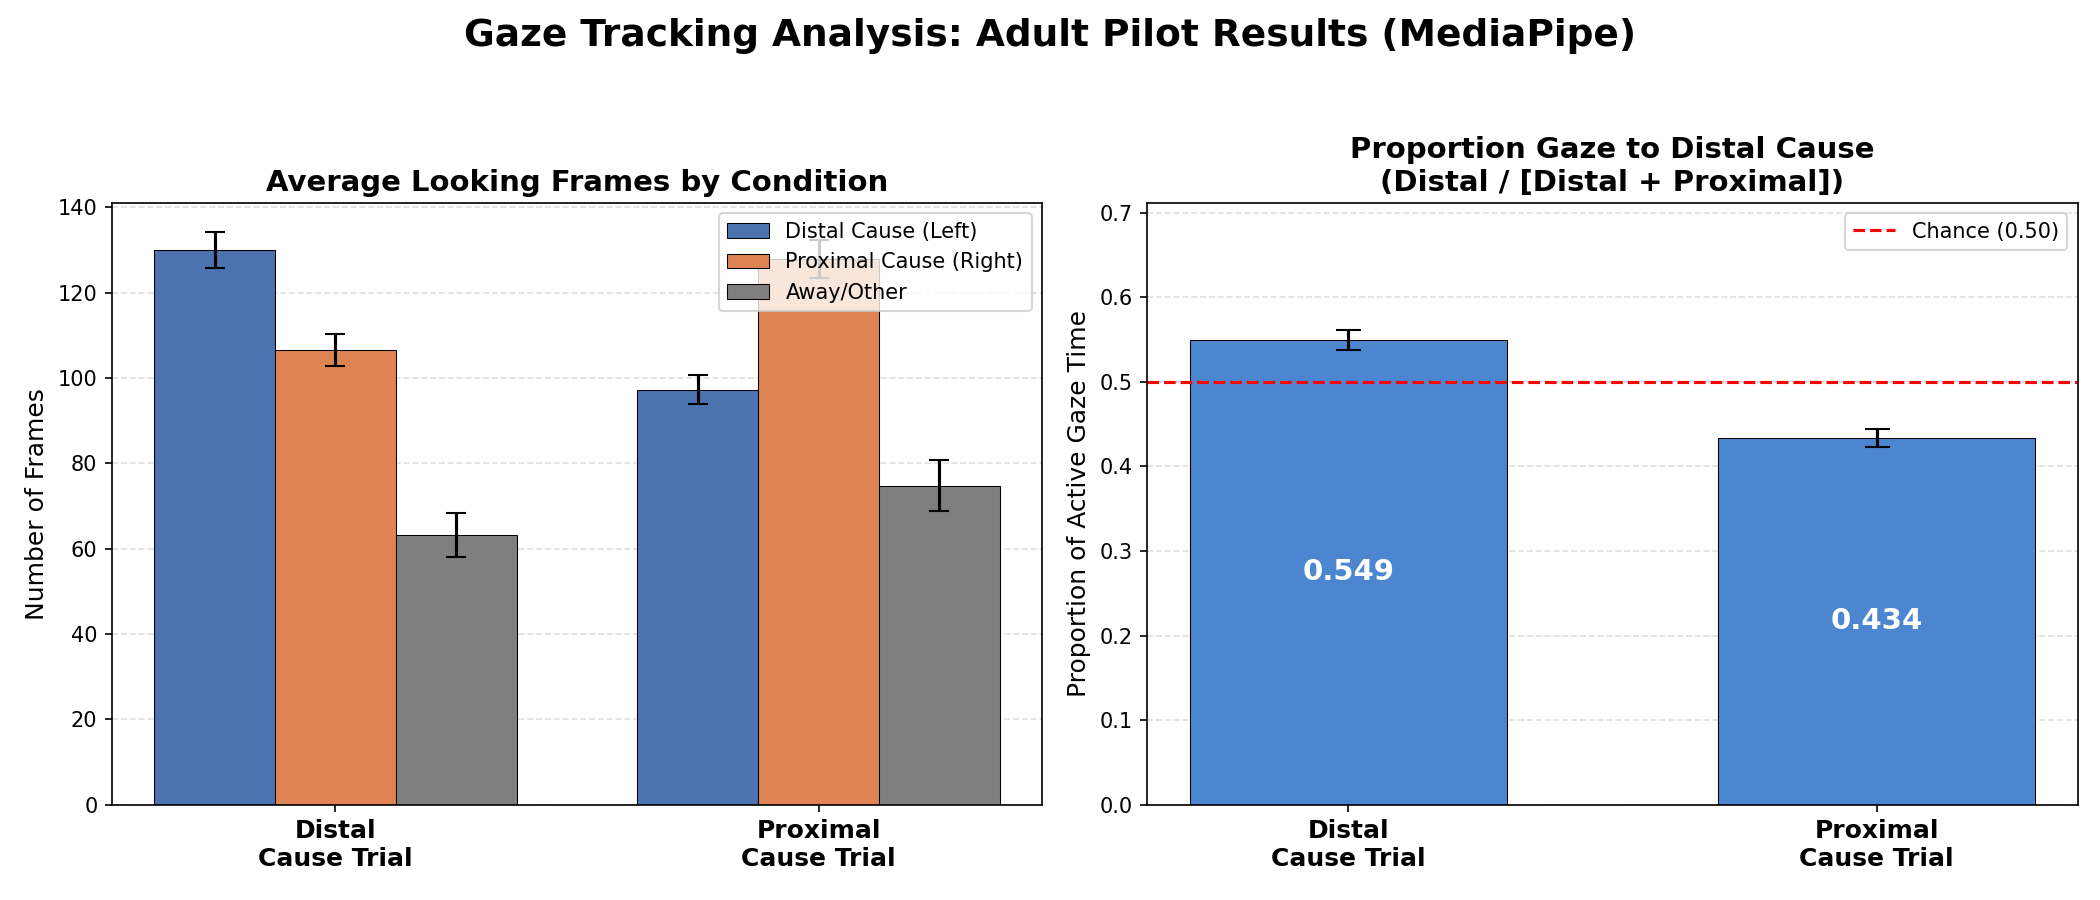 Gaze Tracking Analysis: Adult Pilot Results (MediaPipe)
Average Looking Frames by Condition
Number of Frames
140
120
100
80
60
40
20
0
Distal Cause (Left)
Proximal Cause (Right)
Away/Other
Distal
Cause Trial
Proximal
Cause Trial
Proportion Gaze to Distal Cause
(Distal / [Distal + Proximal])
Proportion of Active Gaze Time
0.7
0.6
0.5
0.4
0.3
0.2
0.1
0.0
Chance (0.50)
0.549
0.434
Distal
Cause Trial
Proximal
Cause Trial